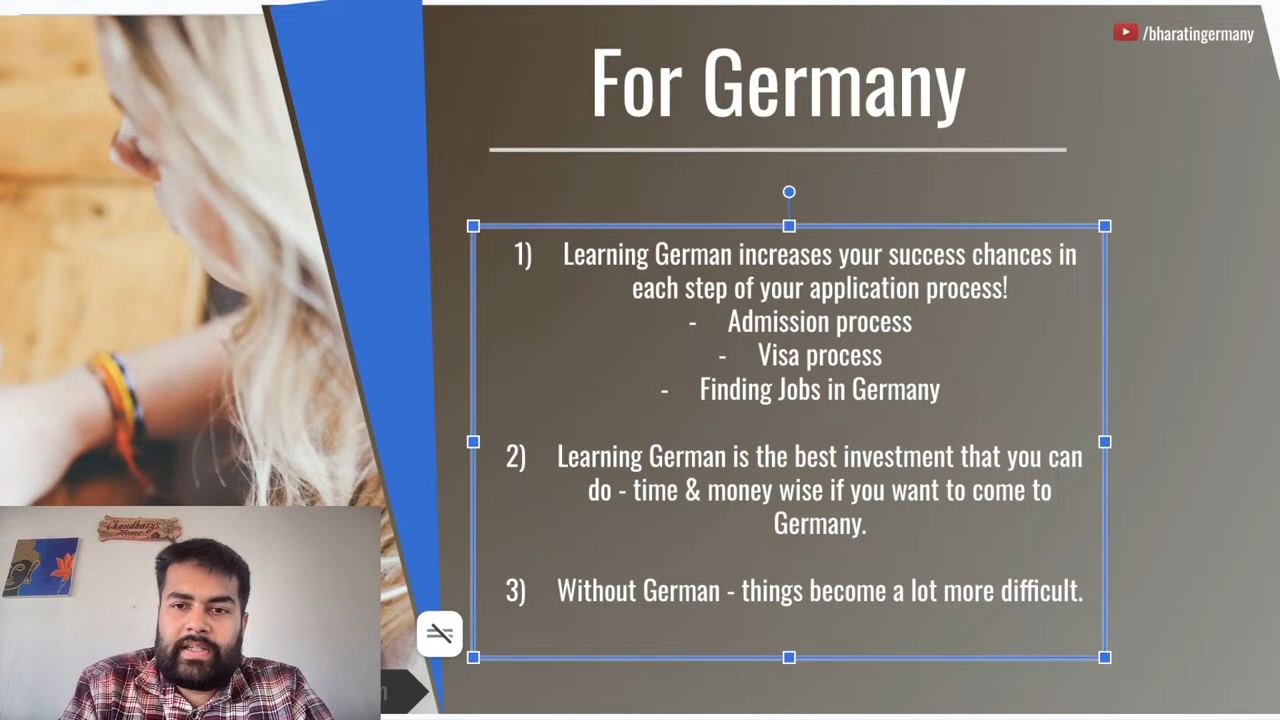 /bharatingermany
For Germany
1) Learning German increases your success chances in
each step of your application process!
- Admission process
- Visa process
- Finding Jobs in Germany
2) Learning German is the best investment that you can
do - time & money wise if you want to come to
Germany.
3) Without German - things become a lot more difficult.
Chaudhary's
Home